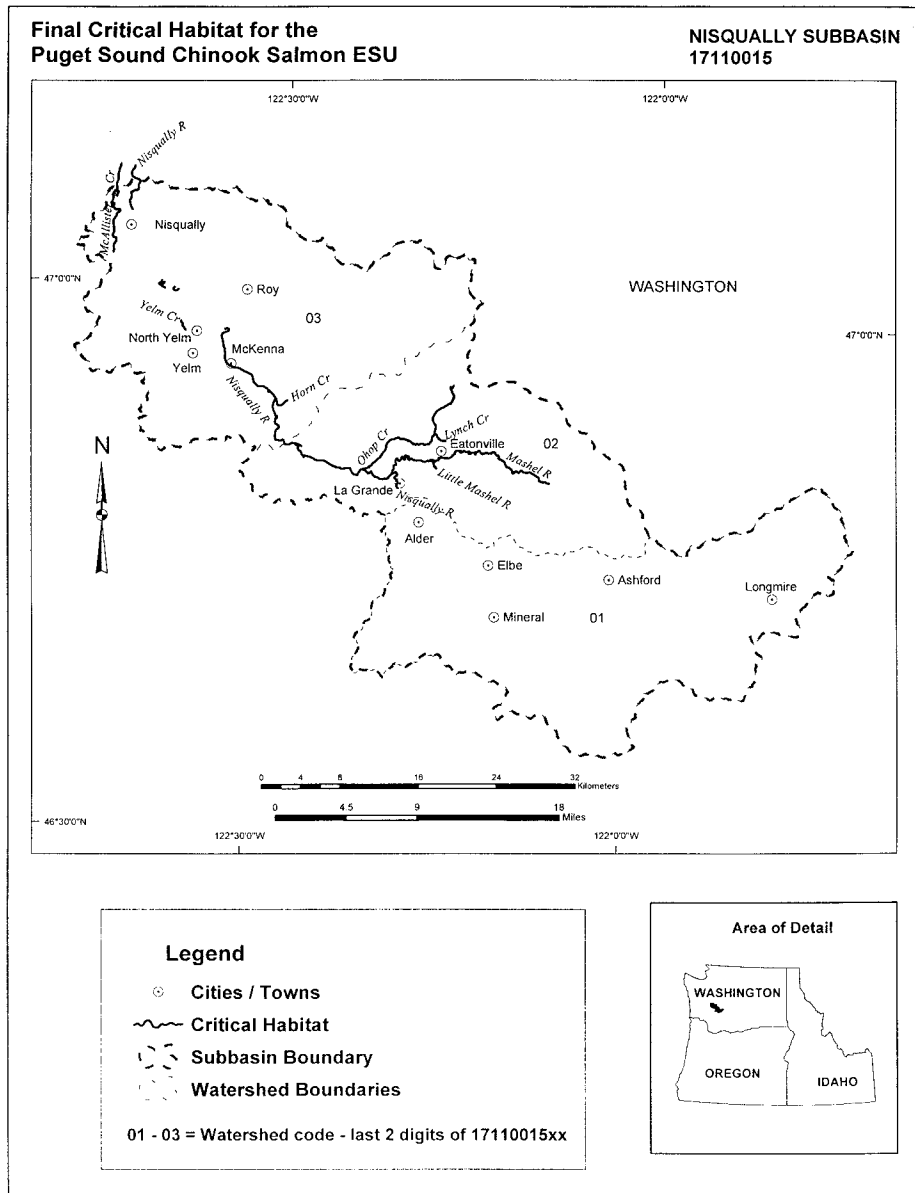 Final Critical Habitat for the
Puget Sound Chinook Salmon ESU
NISQUALLY SUBBASIN
17110015
122°30'0"W
122°0'0"W
Nisqually R
McAllister Cr
Nisqually
47°0'0"N
Roy
WASHINGTON
Yelm Cr
03
North Yelm
47°0'0"N
McKenna
Yelm
Nisqually R
Horn Cr
N
Ohop Cr
Lynch Cr
02
Eatonville
Mashel R
La Grande
Little Mashel R
Nisqually R
Alder
Elbe
Ashford
Longmire
Mineral
01
0 4 8 16 24 32
Kilometers
0 4.5 9 18
Miles
46°30'0"N
122°30'0"W
122°0'0"W
Legend
Cities / Towns
Critical Habitat
Subbasin Boundary
Watershed Boundaries
01 - 03 = Watershed code - last 2 digits of 17110015xx
Area of Detail
WASHINGTON
OREGON
IDAHO